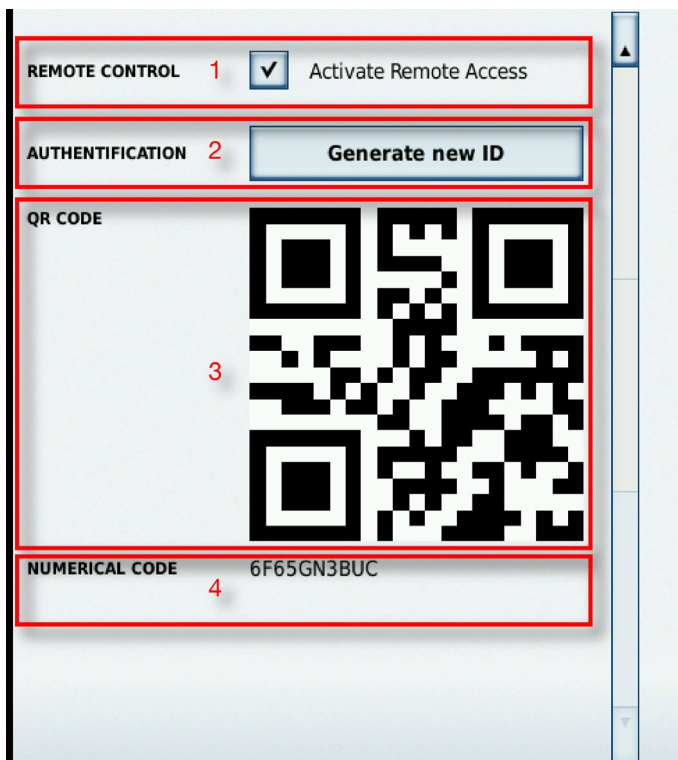 REMOTE CONTROL 1 Activate Remote Access
AUTHENTIFICATION 2 Generate new ID
QR CODE
3
NUMERICAL CODE 6F65GN3BUC
4